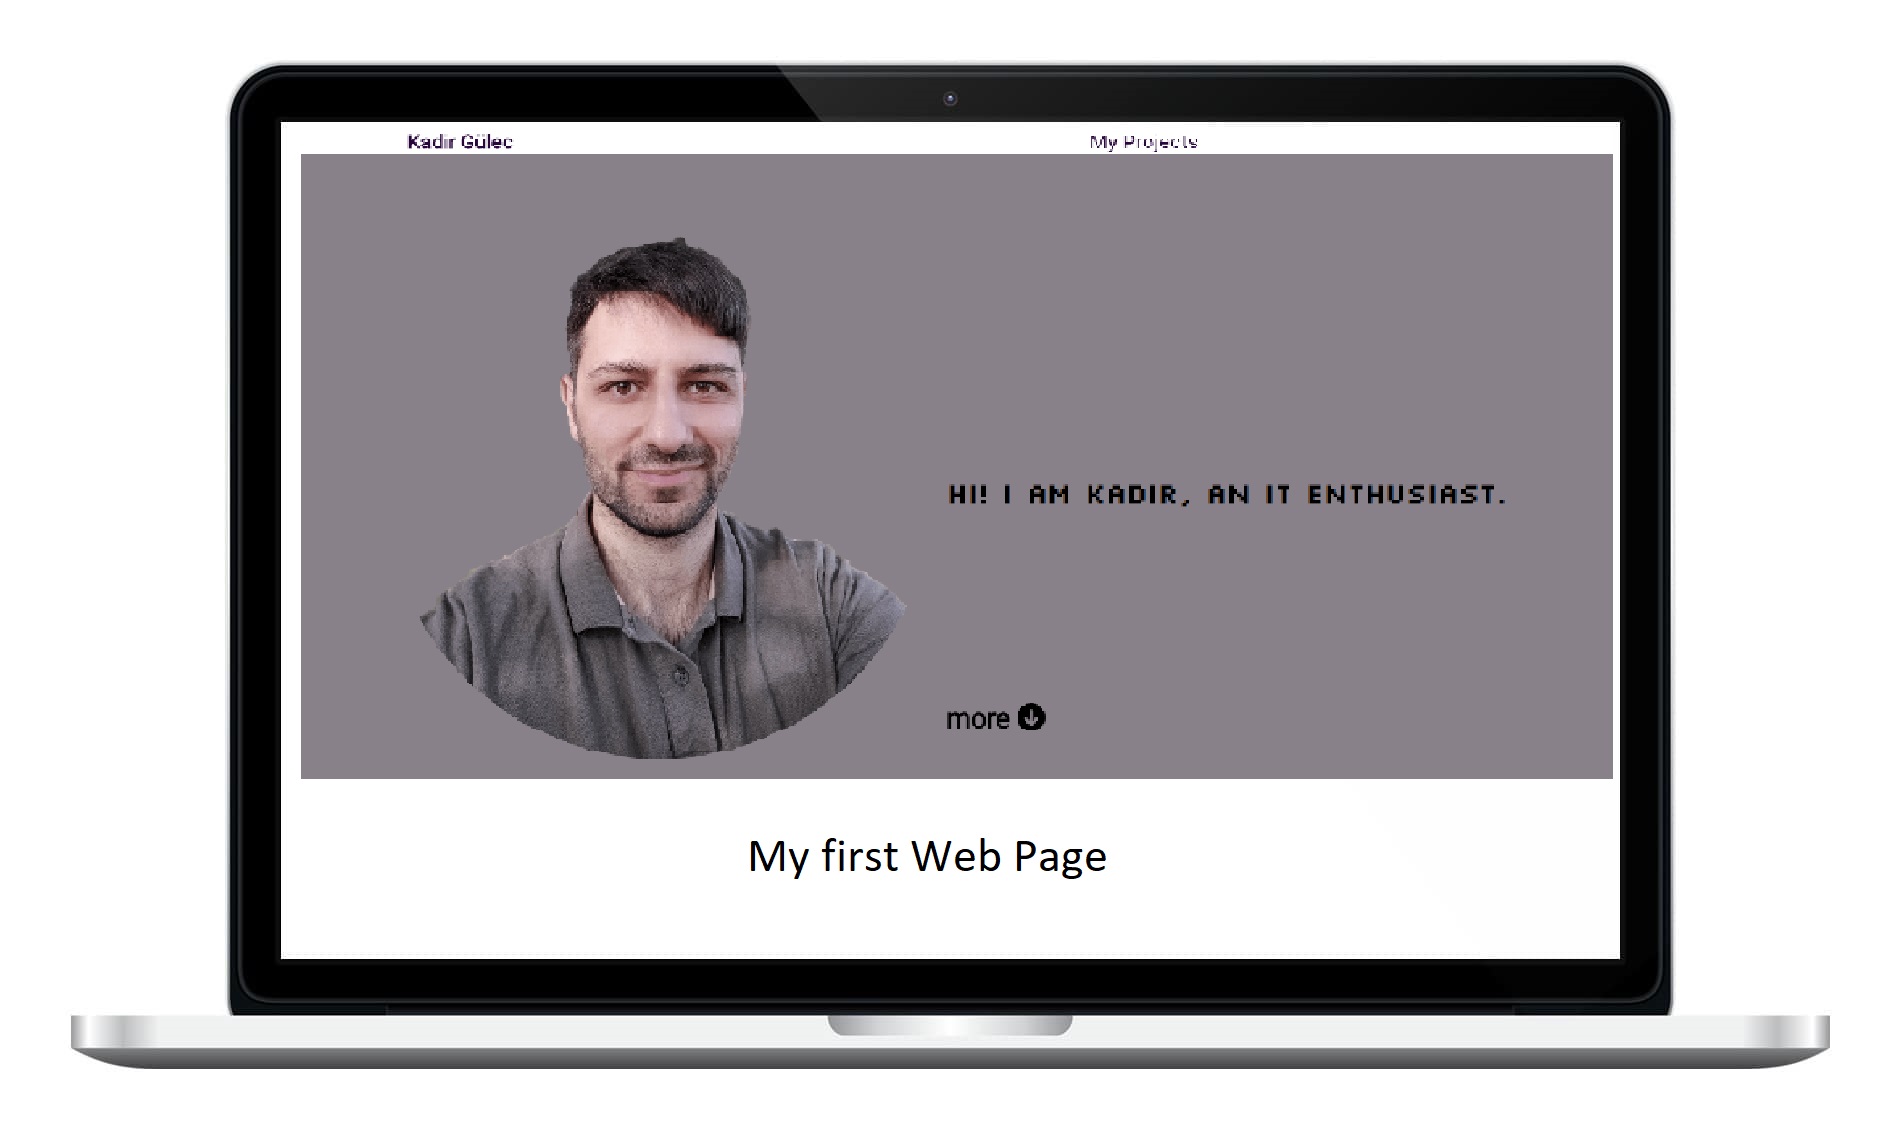 Kadir Gülec
My Projects
HI! I AM KADIR, AN IT ENTHUSIAST.
more
My first Web Page